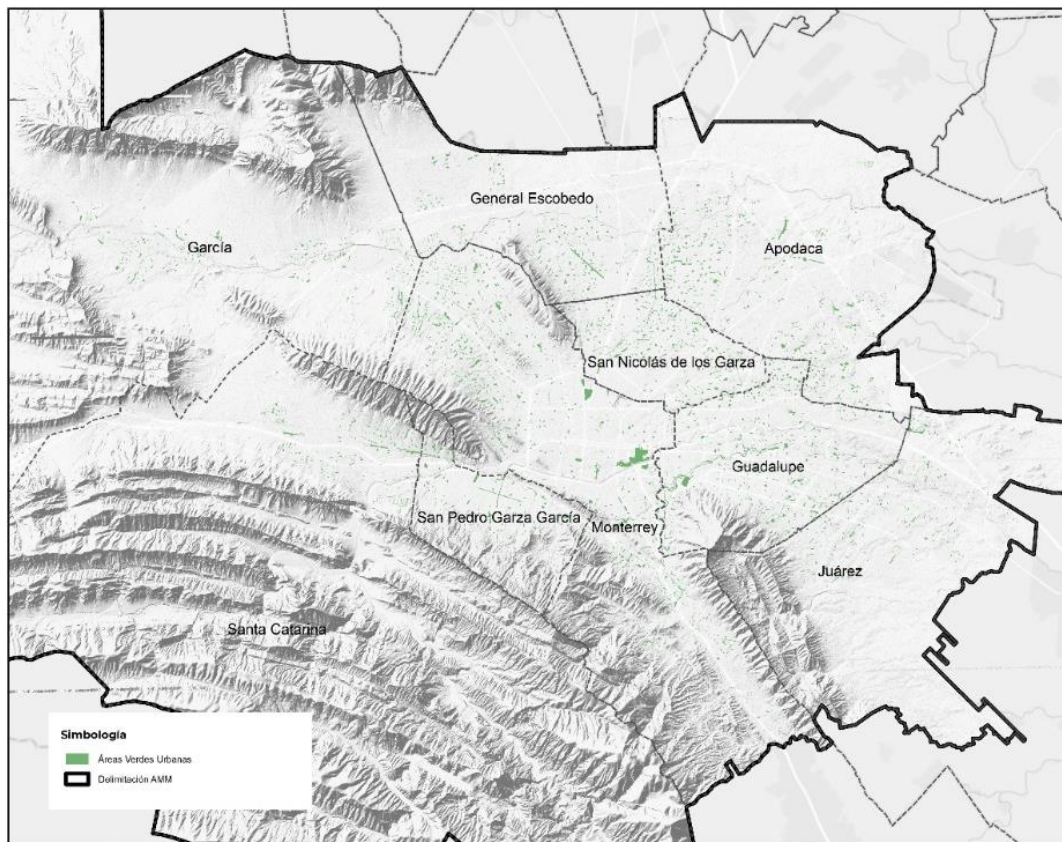 General Escobedo
García
Apodaca
San Nicolás de los Garza
Guadalupe
San Pedro Garza García
Monterrey
Juárez
Santa Catarina
Simbología
Áreas Verdes Urbanas
Delimitación AMM